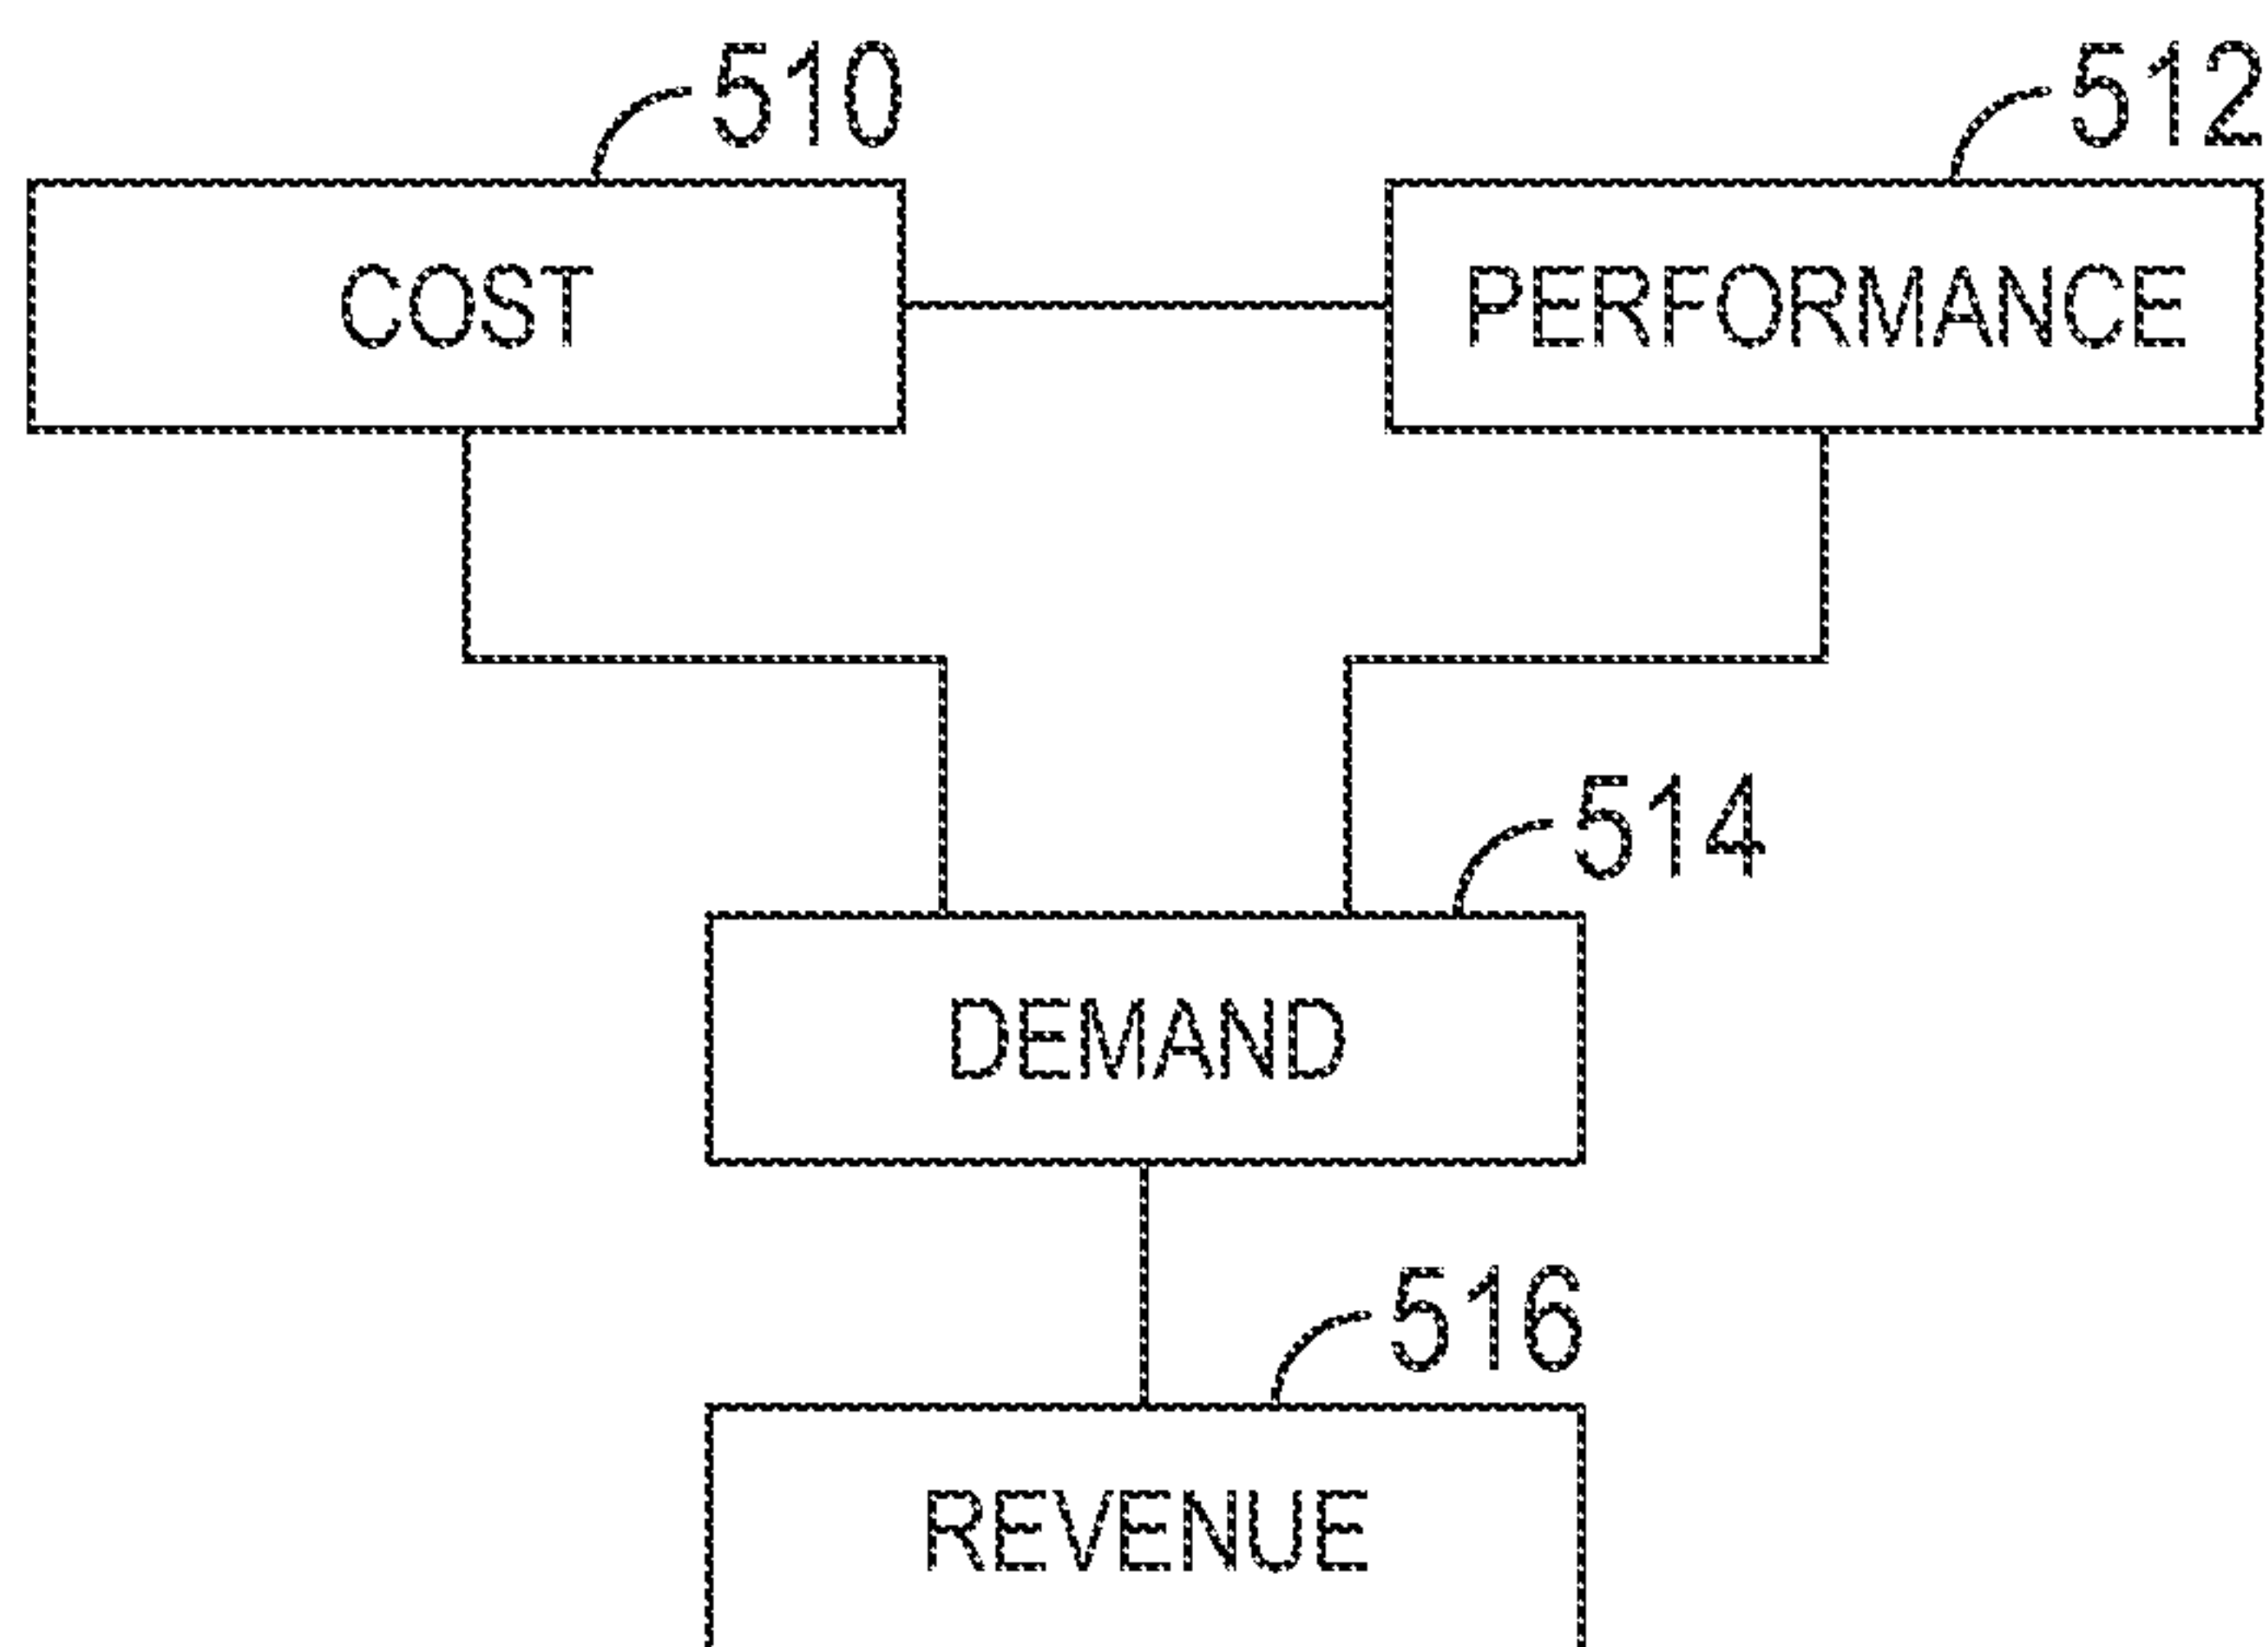 510
512
COST
PERFORMANCE
514
DEMAND
516
REVENUE